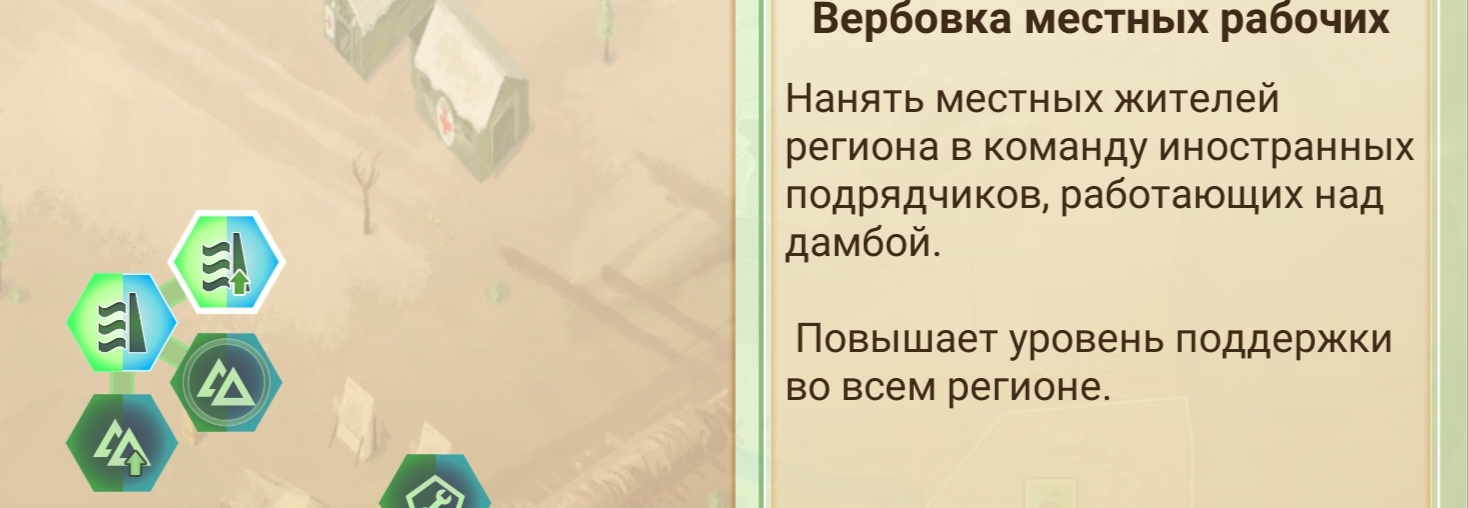 Вербовка местных рабочих
Нанять местных жителей
региона в команду иностранных
подрядчиков, работающих над
дамбой.
Повышает уровень поддержки
во всем регионе.